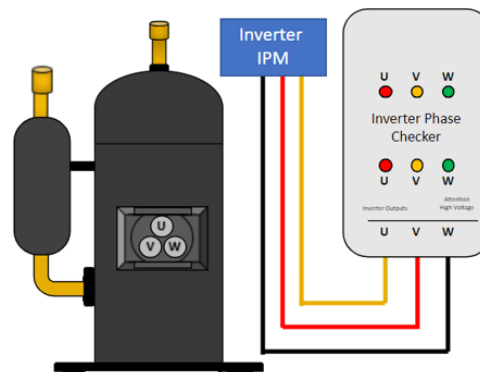 Inverter
IPM
U V W
Inverter Phase
Checker
U V W
Inverter Outputs
Attention
High Voltage
U V W
U
V W